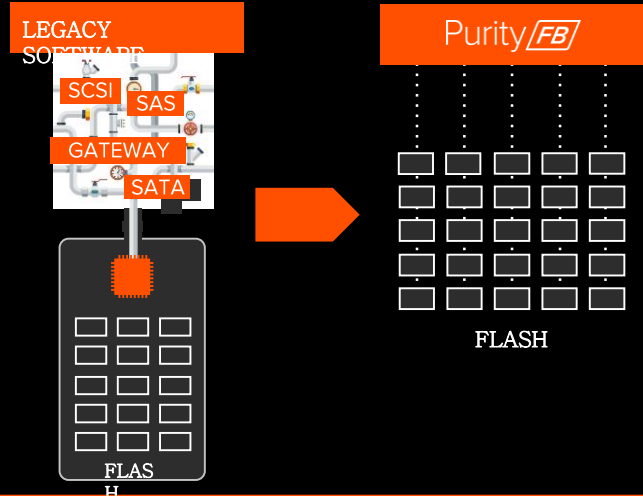 LEGACY
SOFTWARE
SCSI
SAS
GATEWAY
SATA
FLAS
H
Purity FB
FLASH